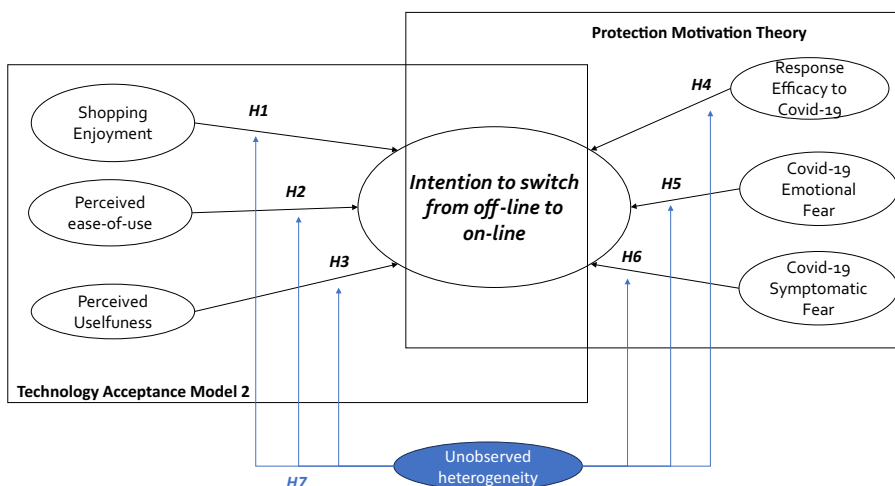 Protection Motivation Theory
Shopping
Enjoyment
H1
H4
Response
Efficacy to
Covid-19
Perceived
ease-of-use
H2
Intention to switch
from off-line to
on-line
H5
Covid-19
Emotional
Fear
Perceived
Uselfuness
H3
H6
Covid-19
Symptomatic
Fear
Technology Acceptance Model 2
Unobserved
heterogeneity
H7